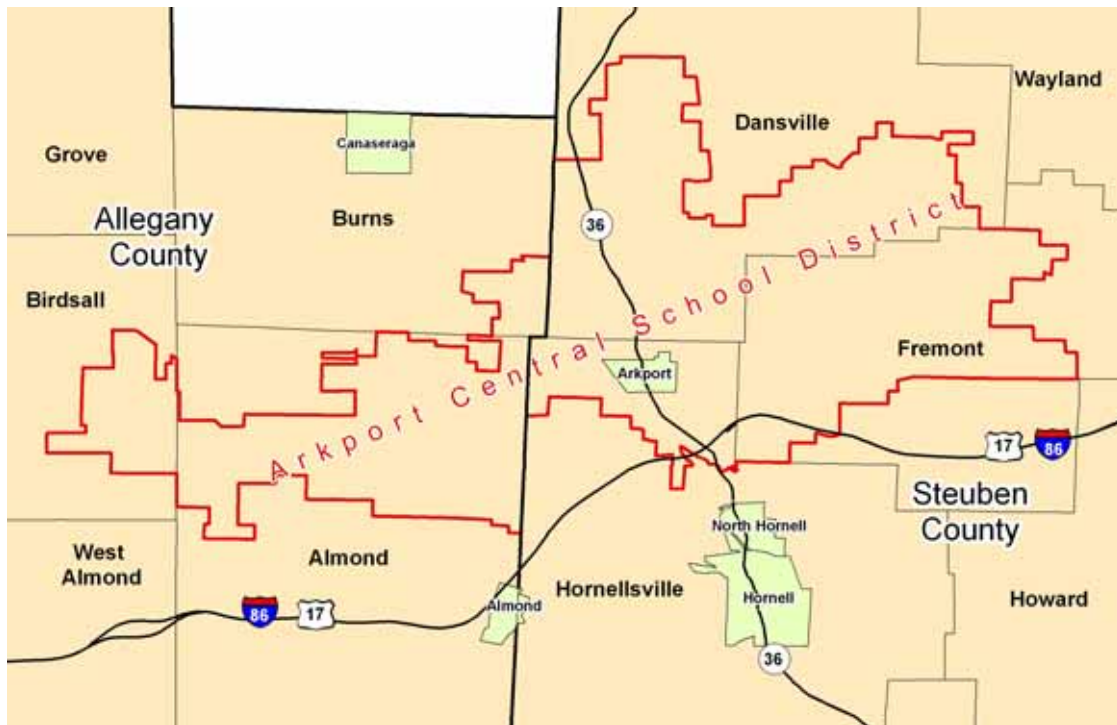 Wayland
Dansville
Canaseraga
Grove
Burns
Allegany
County
36
Birdsall
Arkport Central School District
Fremont
Arkport
17
86
Steuben
County
North Hornell
West
Almond
Almond
Hornellsville
Hornell
Howard
Almond
86
17
36